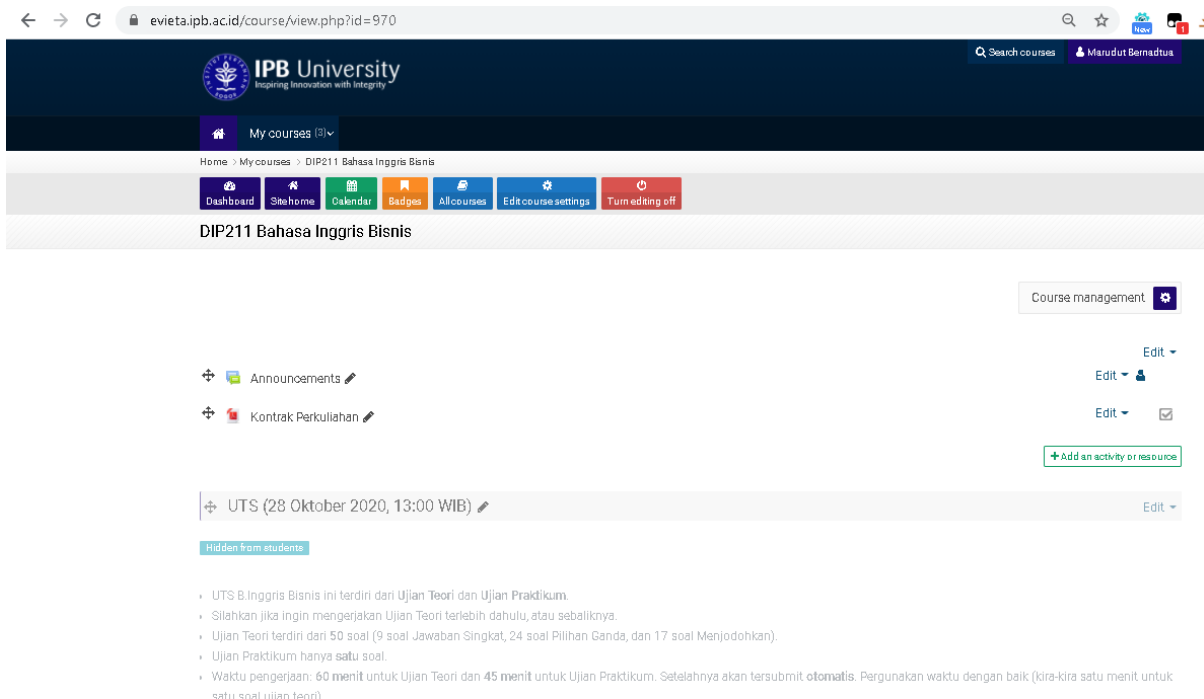 evieta.ipb.ac.id/course/view.php?id=970
New
1
IPB University
Inspiring Innovation with Integrity
Search courses
Marudut Bernadtua
My courses (3)
Home > My courses > DIP211 Bahasa Inggris Bisnis
Dashboard Site home Calendar Badges All courses Edit course settings Turn editing off
DIP211 Bahasa Inggris Bisnis
Course management
Edit
Announcements Edit
Kontrak Perkuliahan Edit
+ Add an activity or resource
UTS (28 Oktober 2020, 13:00 WIB) Edit
Hidden from students
UTS B.Inggris Bisnis ini terdiri dari Ujian Teori dan Ujian Praktikum.
Silahkan jika ingin mengerjakan Ujian Teori terlebih dahulu, atau sebaliknya.
Ujian Teori terdiri dari 50 soal (9 soal Jawaban Singkat, 24 soal Pilihan Ganda, dan 17 soal Menjodohkan).
Ujian Praktikum hanya satu soal.
Waktu pengerjaan: 60 menit untuk Ujian Teori dan 45 menit untuk Ujian Praktikum. Setelahnya akan tersubmit otomatis. Pergunakan waktu dengan baik (kira-kira satu menit untuk
satu soal ujian teori)